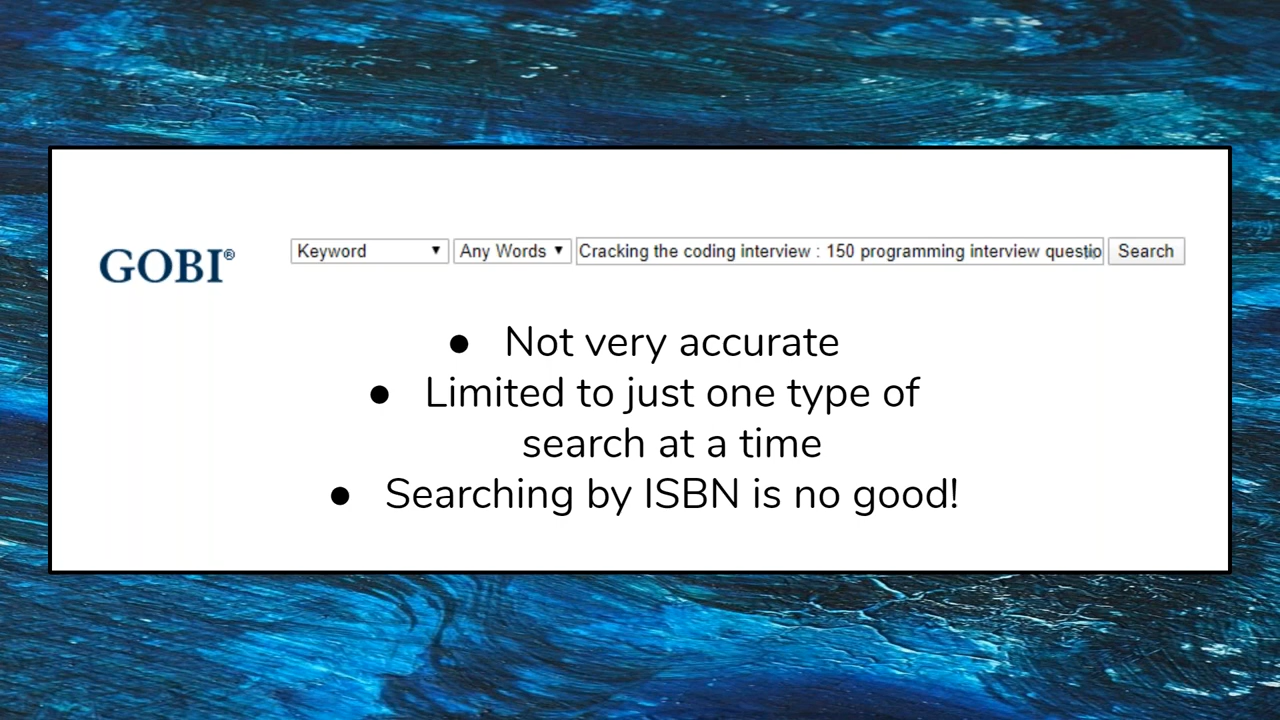 GOBI®
Keyword ▼ Any Words ▼ Cracking the coding interview : 150 programming interview questio Search
● Not very accurate
● Limited to just one type of
search at a time
● Searching by ISBN is no good!